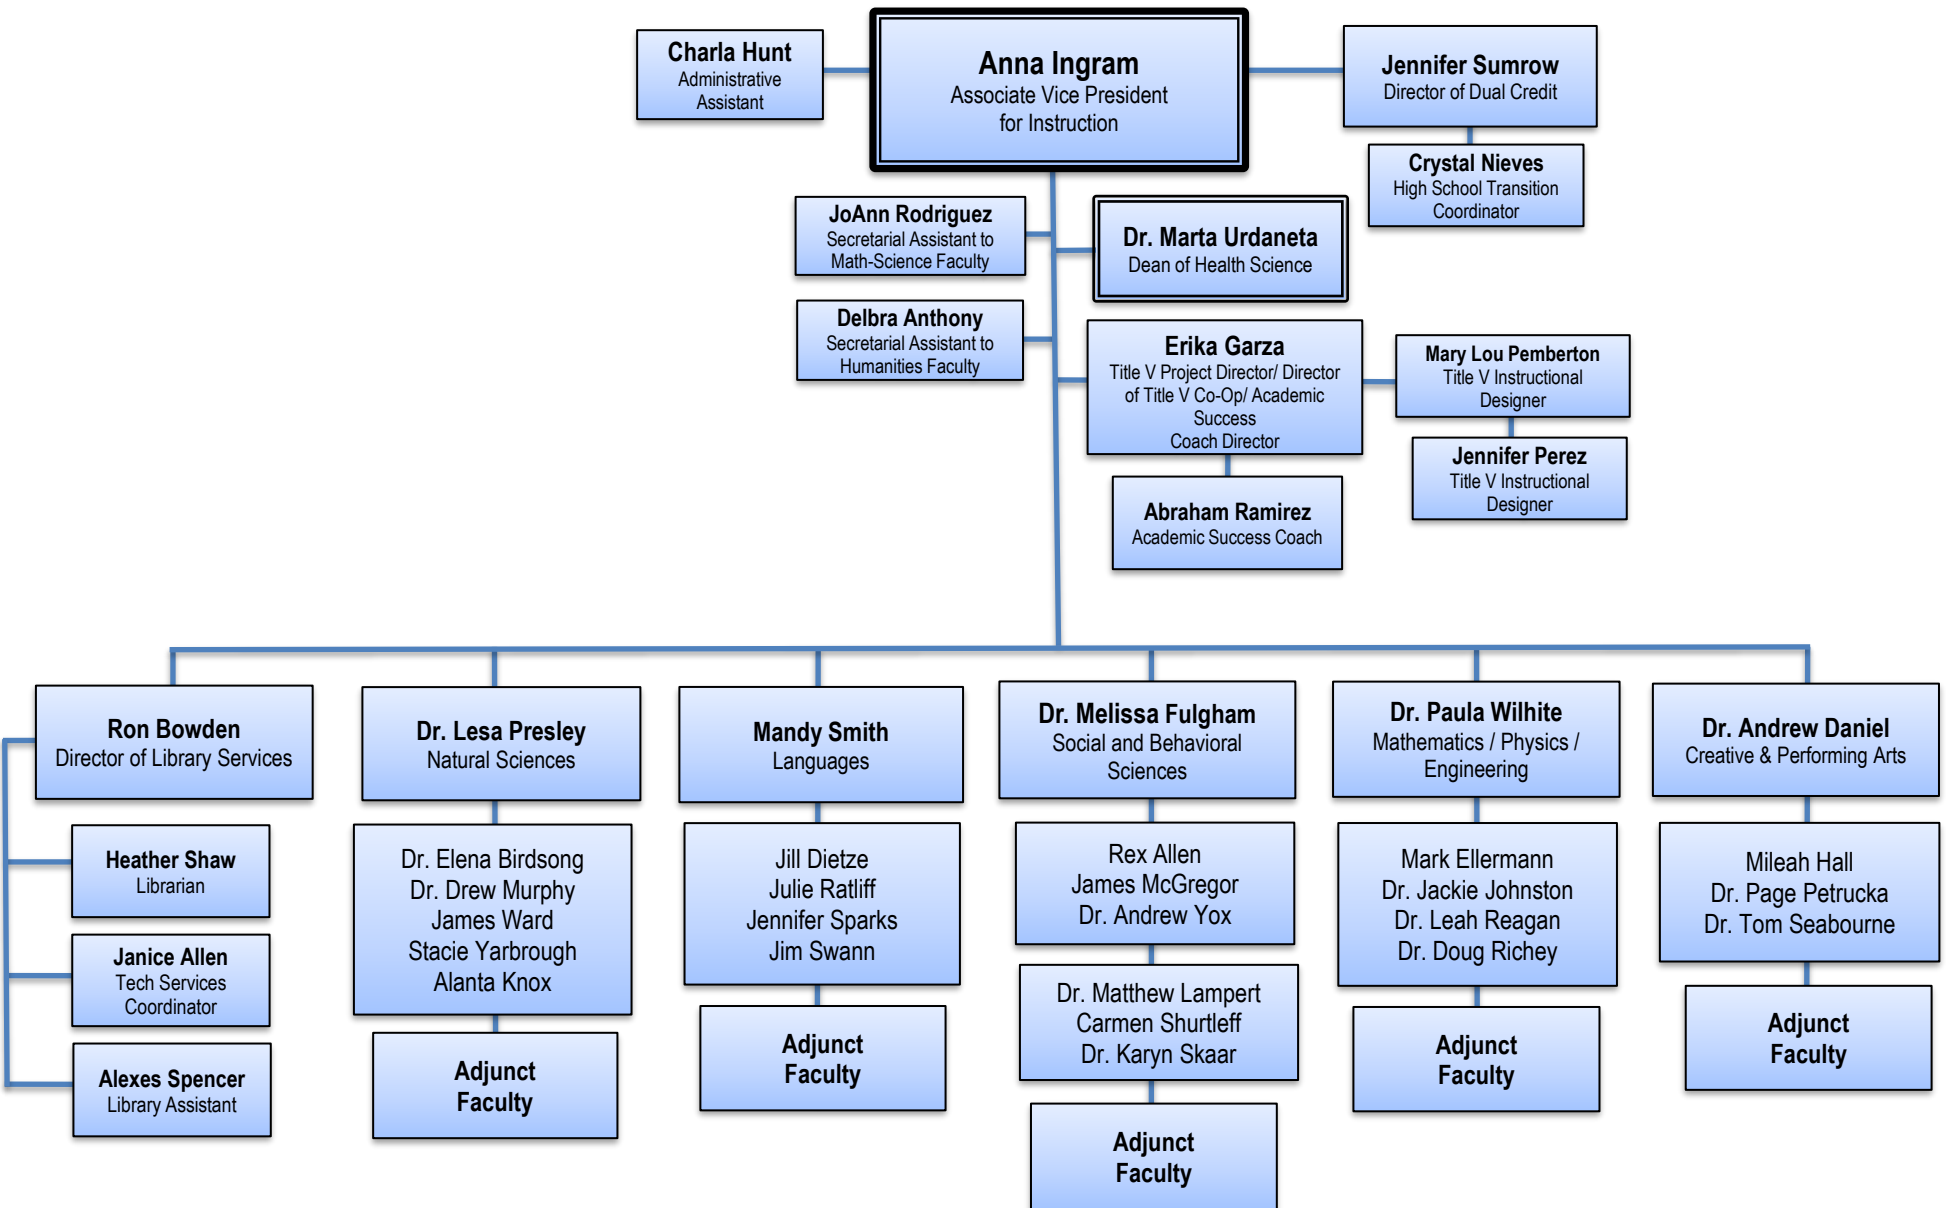 Charla Hunt
Administrative
Assistant
Anna Ingram
Associate Vice President
for Instruction
Jennifer Sumrow
Director of Dual Credit
Crystal Nieves
High School Transition
Coordinator
JoAnn Rodriguez
Secretarial Assistant to
Math-Science Faculty
Dr. Marta Urdaneta
Dean of Health Science
Delbra Anthony
Secretarial Assistant to
Humanities Faculty
Erika Garza
Title V Project Director/ Director
of Title V Co-Op/ Academic
Success
Coach Director
Mary Lou Pemberton
Title V Instructional
Designer
Jennifer Perez
Title V Instructional
Designer
Abraham Ramirez
Academic Success Coach
Ron Bowden
Director of Library Services
Heather Shaw
Librarian
Janice Allen
Tech Services
Coordinator
Alexes Spencer
Library Assistant
Dr. Lesa Presley
Natural Sciences
Dr. Elena Birdsong
Dr. Drew Murphy
James Ward
Stacie Yarbrough
Alanta Knox
Adjunct
Faculty
Mandy Smith
Languages
Jill Dietze
Julie Ratliff
Jennifer Sparks
Jim Swann
Adjunct
Faculty
Dr. Melissa Fulgham
Social and Behavioral
Sciences
Rex Allen
James McGregor
Dr. Andrew Yox
Dr. Matthew Lampert
Carmen Shurtleff
Dr. Karyn Skaar
Adjunct
Faculty
Dr. Paula Wilhite
Mathematics / Physics /
Engineering
Mark Ellermann
Dr. Jackie Johnston
Dr. Leah Reagan
Dr. Doug Richey
Adjunct
Faculty
Dr. Andrew Daniel
Creative & Performing Arts
Mileah Hall
Dr. Page Petrucka
Dr. Tom Seabourne
Adjunct
Faculty